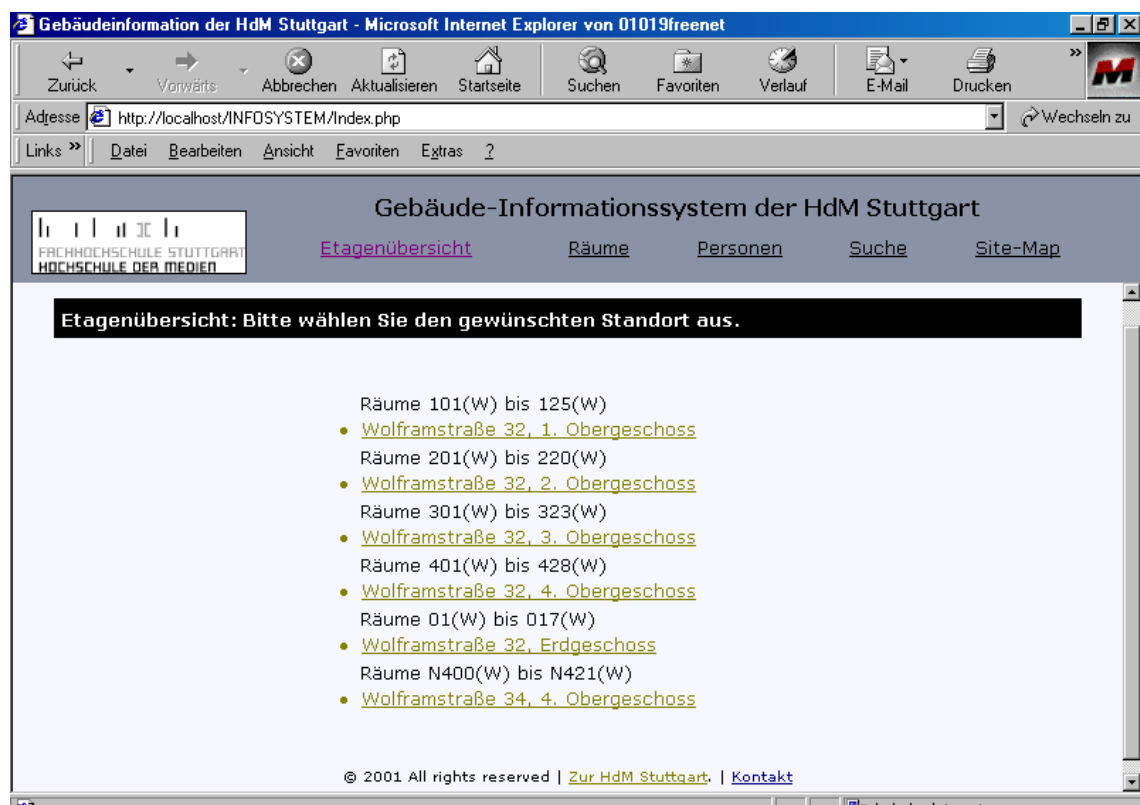 Gebäudeinformation der HdM Stuttgart - Microsoft Internet Explorer von 01019freenet
Zurück Vorwärts Abbrechen Aktualisieren Startseite Suchen Favoriten Verlauf E-Mail Drucken »
Adresse http://localhost/INFOSYSTEM/Index.php Wechseln zu
Links » Datei Bearbeiten Ansicht Favoriten Extras ?
Gebäude-Informationssystem der HdM Stuttgart
FACHHOCHSCHULE STUTTGART
HOCHSCHULE DER MEDIEN
Etagenübersicht Räume Personen Suche Site-Map
Etagenübersicht: Bitte wählen Sie den gewünschten Standort aus.
Räume 101(W) bis 125(W)
• Wolframstraße 32, 1. Obergeschoss
Räume 201(W) bis 220(W)
• Wolframstraße 32, 2. Obergeschoss
Räume 301(W) bis 323(W)
• Wolframstraße 32, 3. Obergeschoss
Räume 401(W) bis 428(W)
• Wolframstraße 32, 4. Obergeschoss
Räume 01(W) bis 017(W)
• Wolframstraße 32, Erdgeschoss
Räume N400(W) bis N421(W)
• Wolframstraße 34, 4. Obergeschoss
© 2001 All rights reserved | Zur HdM Stuttgart. | Kontakt